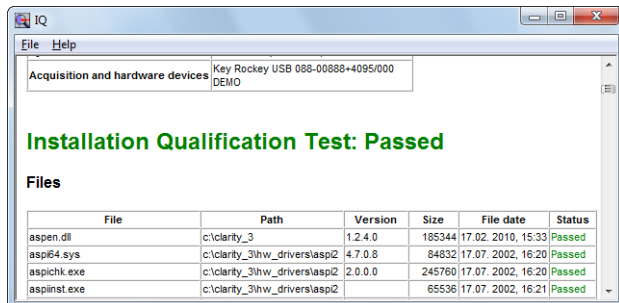 IQ
File Help
Acquisition and hardware devices Key Rockey USB 088-00888+4095/000
DEMO
Installation Qualification Test: Passed
Files
File Path Version Size File date Status
aspen.dll c:\clarity_3 1.2.4.0 185344 17.02. 2010, 15:33 Passed
aspi64.sys c:\clarity_3\hw_drivers\aspi2 4.7.0.8 84832 17.07. 2002, 16:20 Passed
aspichk.exe c:\clarity_3\hw_drivers\aspi2 2.0.0.0 245760 17.07. 2002, 16:20 Passed
aspiinst.exe c:\clarity_3\hw_drivers\aspi2 65536 17.07. 2002, 16:21 Passed